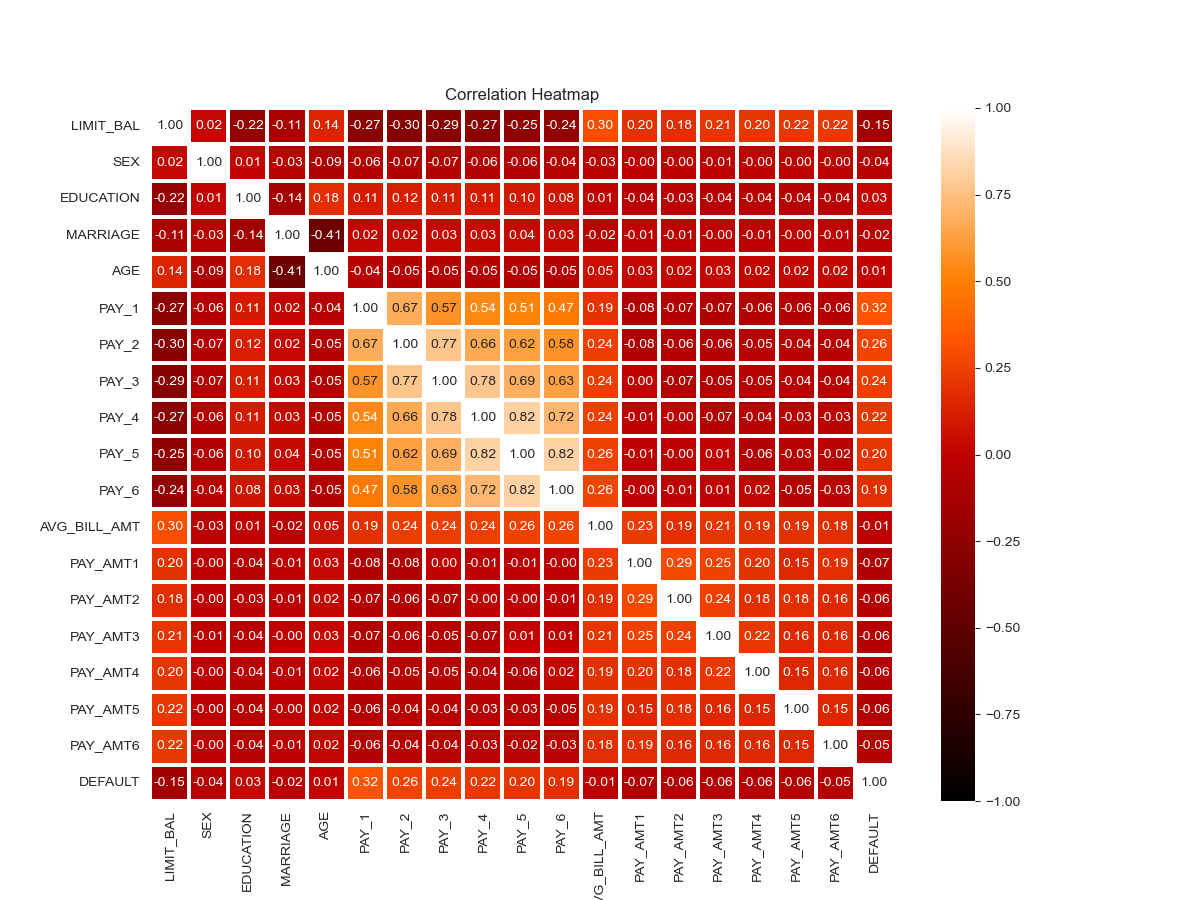 Correlation Heatmap
LIMIT_BAL 1.00 0.02 -0.22 -0.11 0.14 -0.27 -0.30 -0.29 -0.27 -0.25 -0.24 0.30 0.20 0.18 0.21 0.20 0.22 0.22 -0.15
SEX 0.02 1.00 0.01 -0.03 -0.09 -0.06 -0.07 -0.07 -0.06 -0.06 -0.04 -0.03 -0.00 -0.00 -0.01 -0.00 -0.00 -0.00 -0.04
EDUCATION -0.22 0.01 1.00 -0.14 0.18 0.11 0.12 0.11 0.11 0.10 0.08 0.01 -0.04 -0.03 -0.04 -0.04 -0.04 -0.04 0.03
MARRIAGE -0.11 -0.03 -0.14 1.00 -0.41 0.02 0.02 0.03 0.03 0.04 0.03 -0.02 -0.01 -0.01 -0.00 -0.01 -0.00 -0.01 -0.02
AGE 0.14 -0.09 0.18 -0.41 1.00 -0.04 -0.05 -0.05 -0.05 -0.05 -0.05 0.05 0.03 0.02 0.03 0.02 0.02 0.02 0.01
PAY_1 -0.27 -0.06 0.11 0.02 -0.04 1.00 0.67 0.57 0.54 0.51 0.47 0.19 -0.08 -0.07 -0.07 -0.06 -0.06 -0.06 0.32
PAY_2 -0.30 -0.07 0.12 0.02 -0.05 0.67 1.00 0.77 0.66 0.62 0.58 0.24 -0.08 -0.06 -0.06 -0.05 -0.04 -0.04 0.26
PAY_3 -0.29 -0.07 0.11 0.03 -0.05 0.57 0.77 1.00 0.78 0.69 0.63 0.24 0.00 -0.07 -0.05 -0.05 -0.04 -0.04 0.24
PAY_4 -0.27 -0.06 0.11 0.03 -0.05 0.54 0.66 0.78 1.00 0.82 0.72 0.24 -0.01 -0.00 -0.07 -0.04 -0.03 -0.03 0.22
PAY_5 -0.25 -0.06 0.10 0.04 -0.05 0.51 0.62 0.69 0.82 1.00 0.82 0.26 -0.01 -0.00 0.01 -0.06 -0.03 -0.02 0.20
PAY_6 -0.24 -0.04 0.08 0.03 -0.05 0.47 0.58 0.63 0.72 0.82 1.00 0.26 -0.00 -0.01 0.01 0.02 -0.05 -0.03 0.19
AVG_BILL_AMT 0.30 -0.03 0.01 -0.02 0.05 0.19 0.24 0.24 0.24 0.26 0.26 1.00 0.23 0.19 0.21 0.19 0.19 0.18 -0.01
PAY_AMT1 0.20 -0.00 -0.04 -0.01 0.03 -0.08 -0.08 0.00 -0.01 -0.01 -0.00 0.23 1.00 0.29 0.25 0.20 0.15 0.19 -0.07
PAY_AMT2 0.18 -0.00 -0.03 -0.01 0.02 -0.07 -0.06 -0.07 -0.00 -0.00 -0.01 0.19 0.29 1.00 0.24 0.18 0.18 0.16 -0.06
PAY_AMT3 0.21 -0.01 -0.04 -0.00 0.03 -0.07 -0.06 -0.05 -0.07 0.01 0.01 0.21 0.25 0.24 1.00 0.22 0.16 0.16 -0.06
PAY_AMT4 0.20 -0.00 -0.04 -0.01 0.02 -0.06 -0.05 -0.05 -0.04 -0.06 0.02 0.19 0.20 0.18 0.22 1.00 0.15 0.16 -0.06
PAY_AMT5 0.22 -0.00 -0.04 -0.00 0.02 -0.06 -0.04 -0.04 -0.03 -0.03 -0.05 0.19 0.15 0.18 0.16 0.15 1.00 0.15 -0.06
PAY_AMT6 0.22 -0.00 -0.04 -0.01 0.02 -0.06 -0.04 -0.04 -0.03 -0.02 -0.03 0.18 0.19 0.16 0.16 0.16 0.15 1.00 -0.05
DEFAULT -0.15 -0.04 0.03 -0.02 0.01 0.32 0.26 0.24 0.22 0.20 0.19 -0.01 -0.07 -0.06 -0.06 -0.06 -0.06 -0.05 1.00
LIMIT_BAL
SEX
EDUCATION
MARRIAGE
AGE
PAY_1
PAY_2
PAY_3
PAY_4
PAY_5
PAY_6
VG_BILL_AMT
PAY_AMT1
PAY_AMT2
PAY_AMT3
PAY_AMT4
PAY_AMT5
PAY_AMT6
DEFAULT
1.00
0.75
0.50
0.25
0.00
−0.25
−0.50
−0.75
−1.00